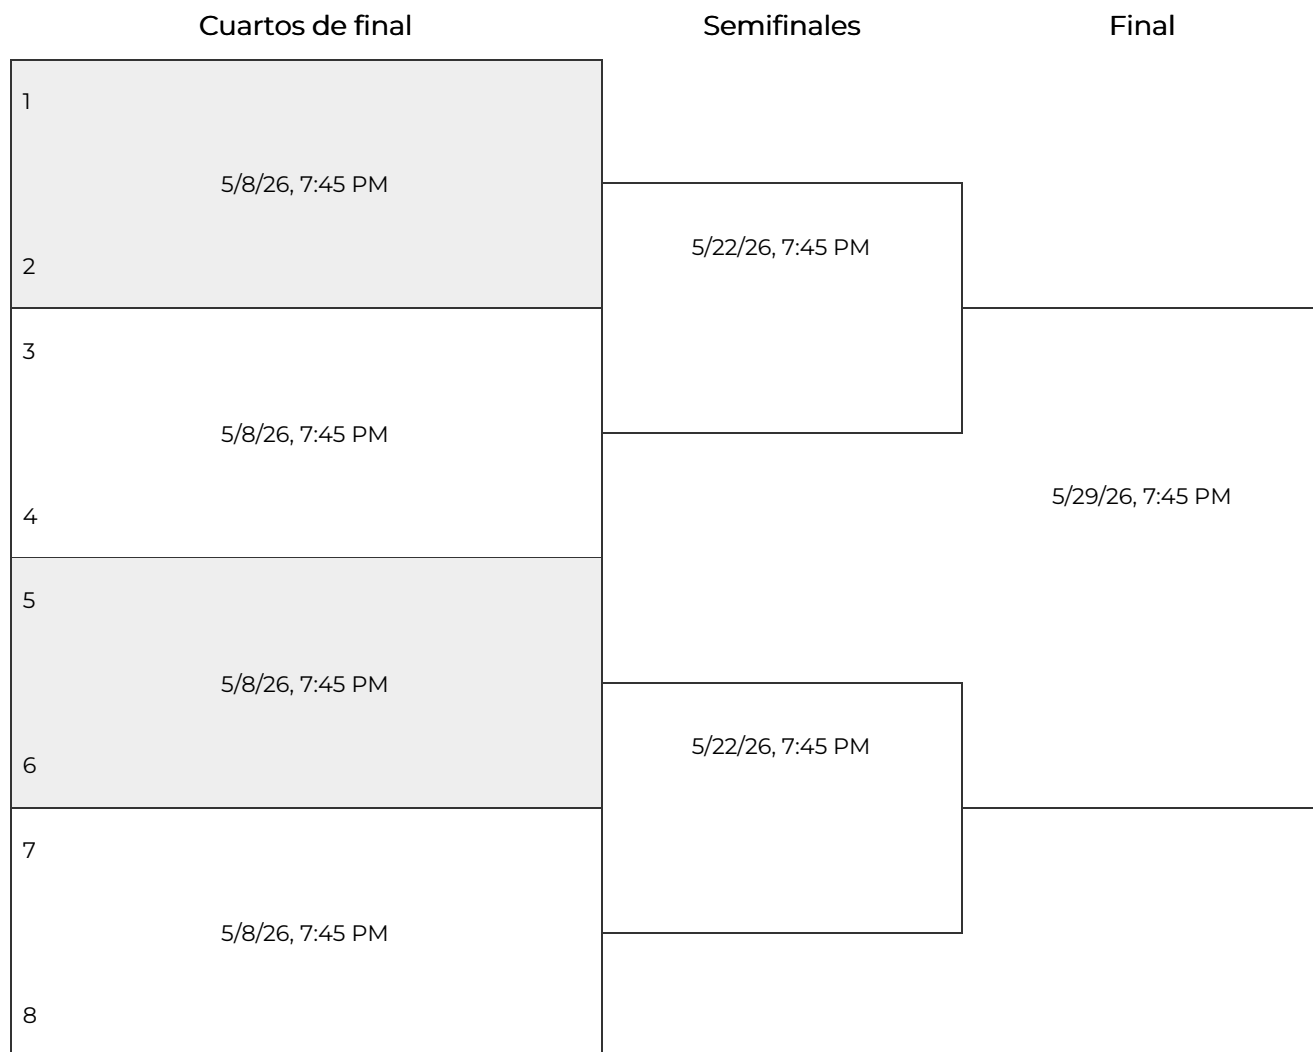 Cuartos de final
Semifinales
Final
1
5/8/26, 7:45 PM
2
3
5/8/26, 7:45 PM
4
5
5/8/26, 7:45 PM
6
7
5/8/26, 7:45 PM
8
5/22/26, 7:45 PM
5/22/26, 7:45 PM
5/29/26, 7:45 PM